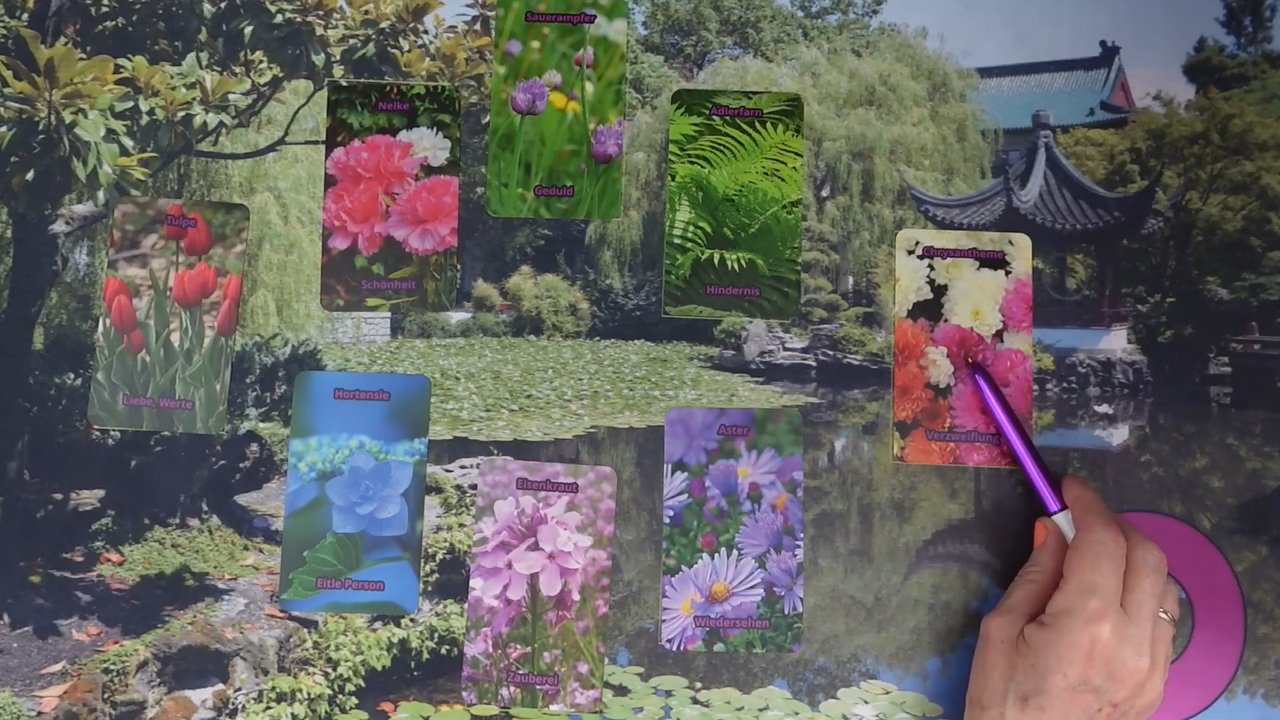 Sauerampfer
Geduld
Nelke
Schönheit
Adlerfarn
Hindernis
Tulpe
Liebe, Werte
Chrysantheme
Verzweiflung
Hortensie
Eitle Person
Aster
Wiedersehen
Eisenkraut
Zauberei